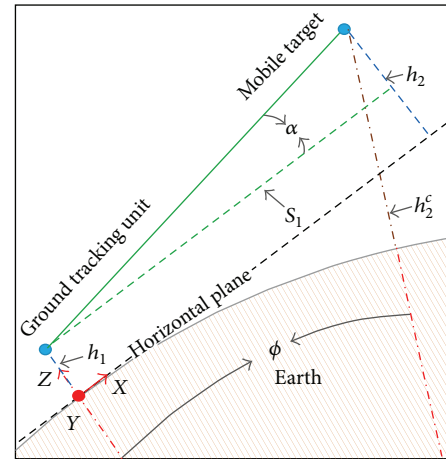 Mobile target
h₂
α
S₁
h₂ᶜ
Ground tracking unit
Horizontal plane
h₁
Z
X
Y
ϕ
Earth